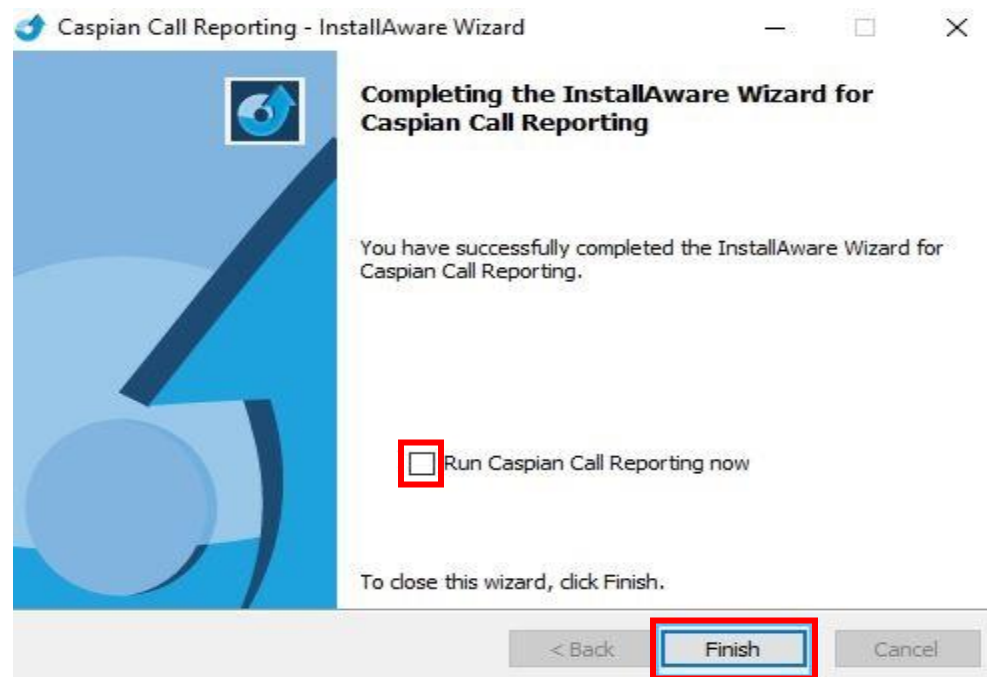 Caspian Call Reporting - InstallAware Wizard
Completing the InstallAware Wizard for
Caspian Call Reporting
You have successfully completed the InstallAware Wizard for
Caspian Call Reporting.
Run Caspian Call Reporting now
To close this wizard, click Finish.
< Back
Finish
Cancel